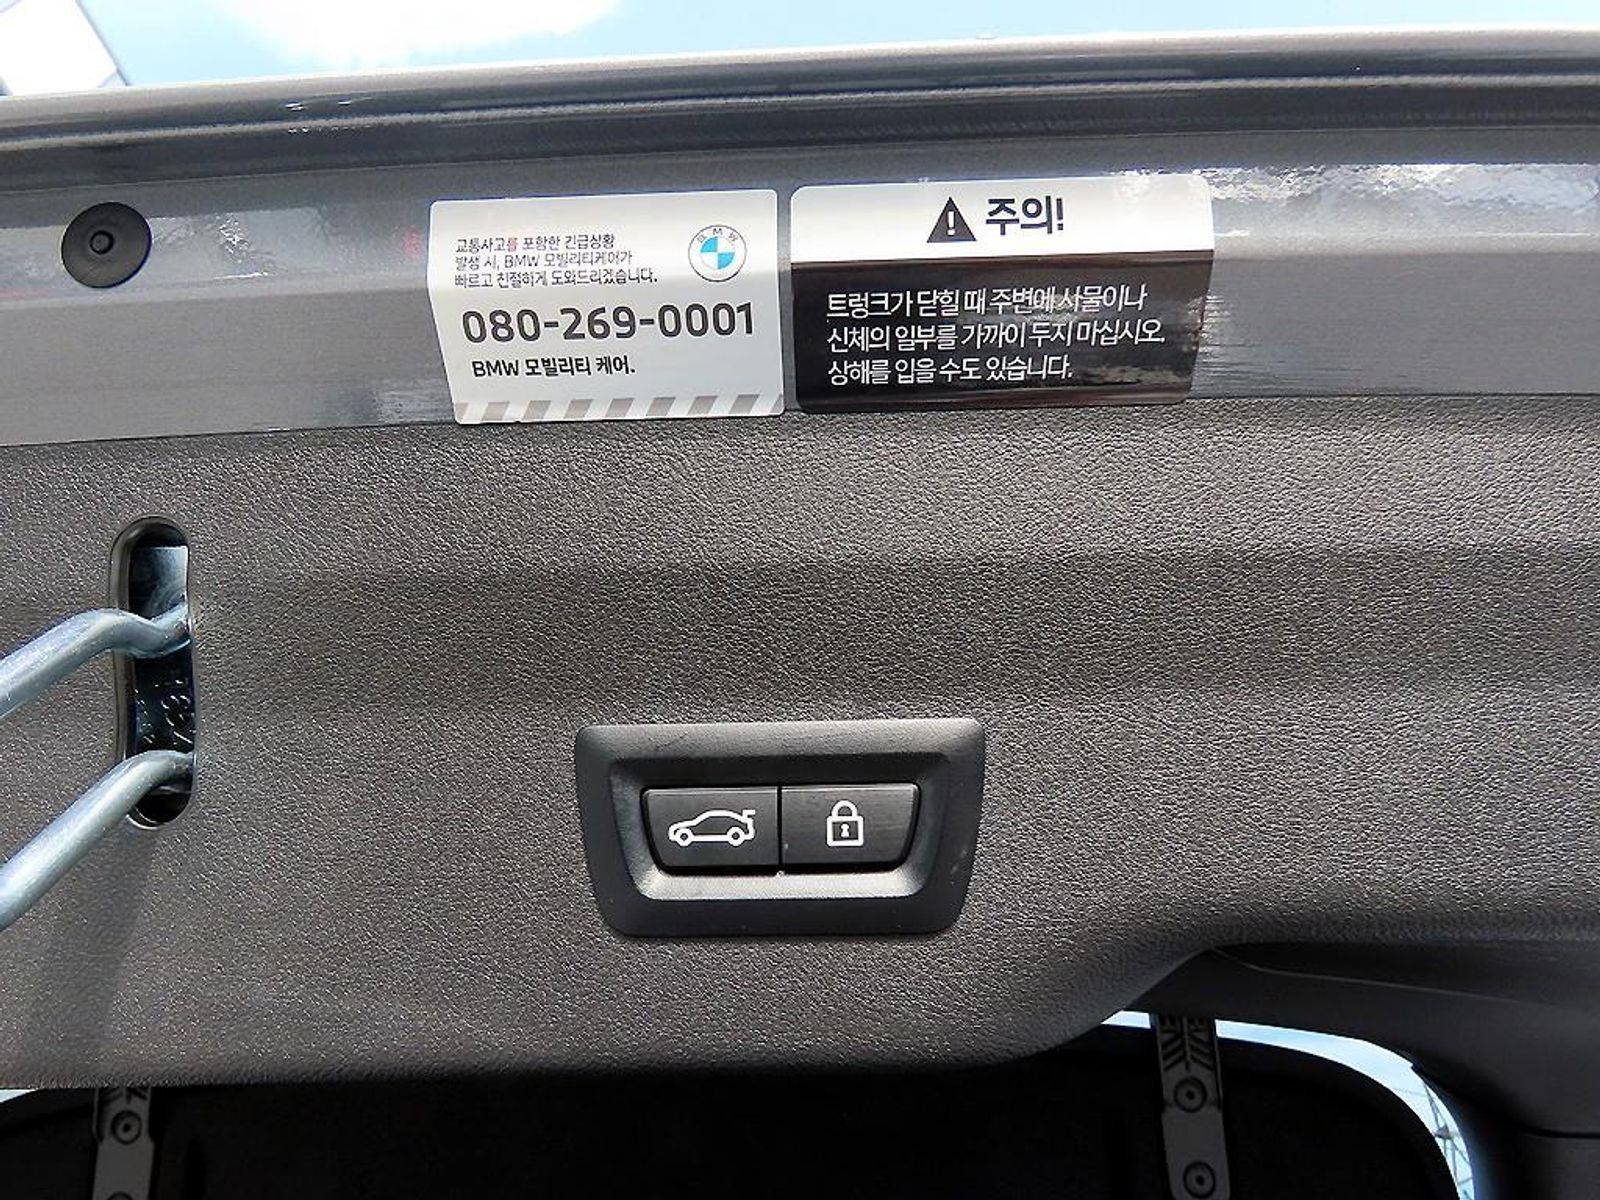 교통사고를 포함한 긴급상황
발생 시, BMW 모빌리티케어가
빠르고 친절하게 도와드리겠습니다.
BMW
080-269-0001
BMW 모빌리티 케어.
주의!
트렁크가 닫힐 때 주변에 사물이나
신체의 일부를 가까이 두지 마십시오.
상해를 입을 수도 있습니다.